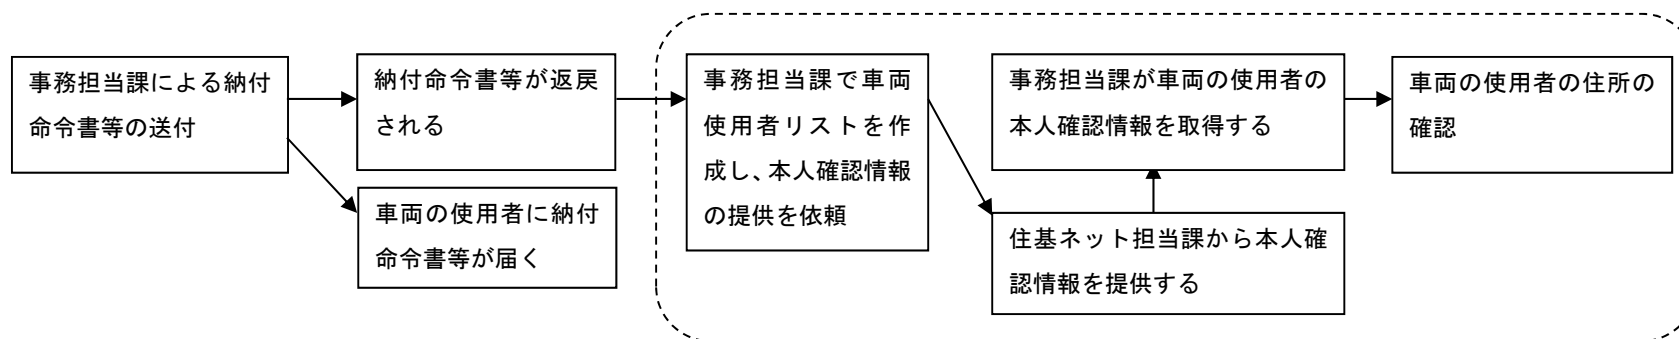 事務担当課による納付
命令書等の送付
納付命令書等が返戻
される
車両の使用者に納付
命令書等が届く
事務担当課で車両
使用者リストを作
成し、本人確認情報
の提供を依頼
事務担当課が車両の使用者の
本人確認情報を取得する
住基ネット担当課から本人確
認情報を提供する
車両の使用者の住所の
確認